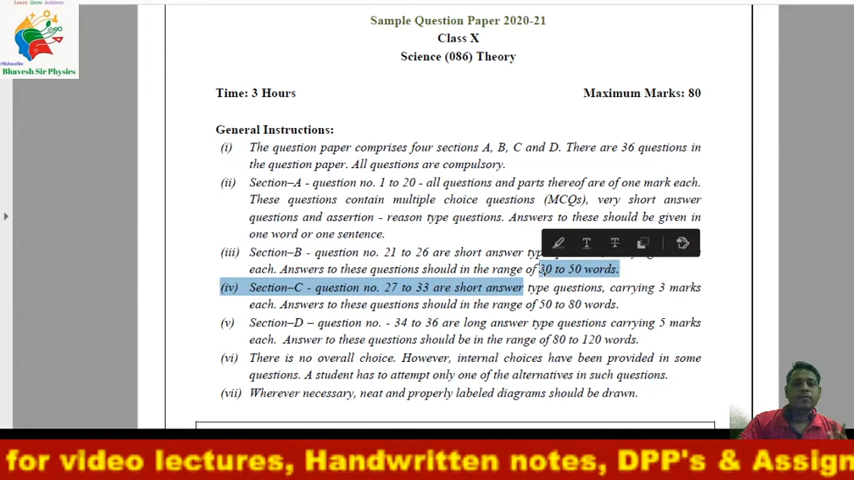 Learn Grow Achieve
#Subscribe
Bhavesh Sir Physics
Sample Question Paper 2020-21
Class X
Science (086) Theory
Time: 3 Hours Maximum Marks: 80
General Instructions:
(i) The question paper comprises four sections A, B, C and D. There are 36 questions in
the question paper. All questions are compulsory.
(ii) Section–A - question no. 1 to 20 - all questions and parts thereof are of one mark each.
These questions contain multiple choice questions (MCQs), very short answer
questions and assertion - reason type questions. Answers to these should be given in
one word or one sentence.
(iii) Section–B - question no. 21 to 26 are short answer
each. Answers to these questions should in the range of 30 to 50 words.
(iv) Section–C - question no. 27 to 33 are short answer type questions, carrying 3 marks
each. Answers to these questions should in the range of 50 to 80 words.
(v) Section–D – question no. - 34 to 36 are long answer type questions carrying 5 marks
each. Answer to these questions should be in the range of 80 to 120 words.
(vi) There is no overall choice. However, internal choices have been provided in some
questions. A student has to attempt only one of the alternatives in such questions.
(vii) Wherever necessary, neat and properly labeled diagrams should be drawn.
for video lectures, Handwritten notes, DPP's & Assign